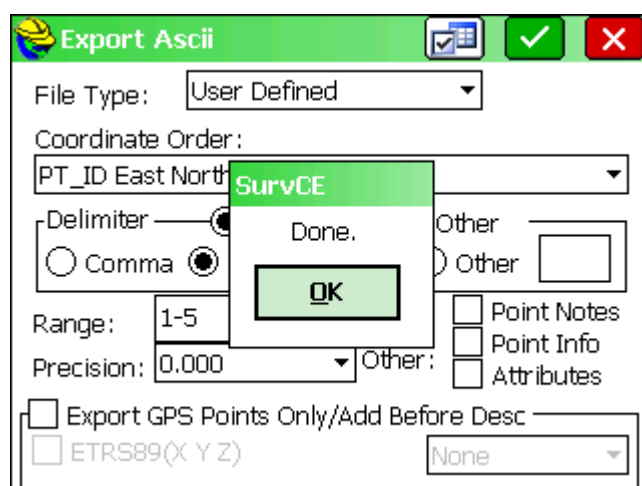 Export Ascii
File Type: User Defined
Coordinate Order:
PT_ID East North
SurvCE
Done.
OK
Delimiter Other
Comma Other
Range: 1-5
Point Notes
Precision: 0.000 Other: Point Info
Attributes
Export GPS Points Only/Add Before Desc
ETRS89(X Y Z) None